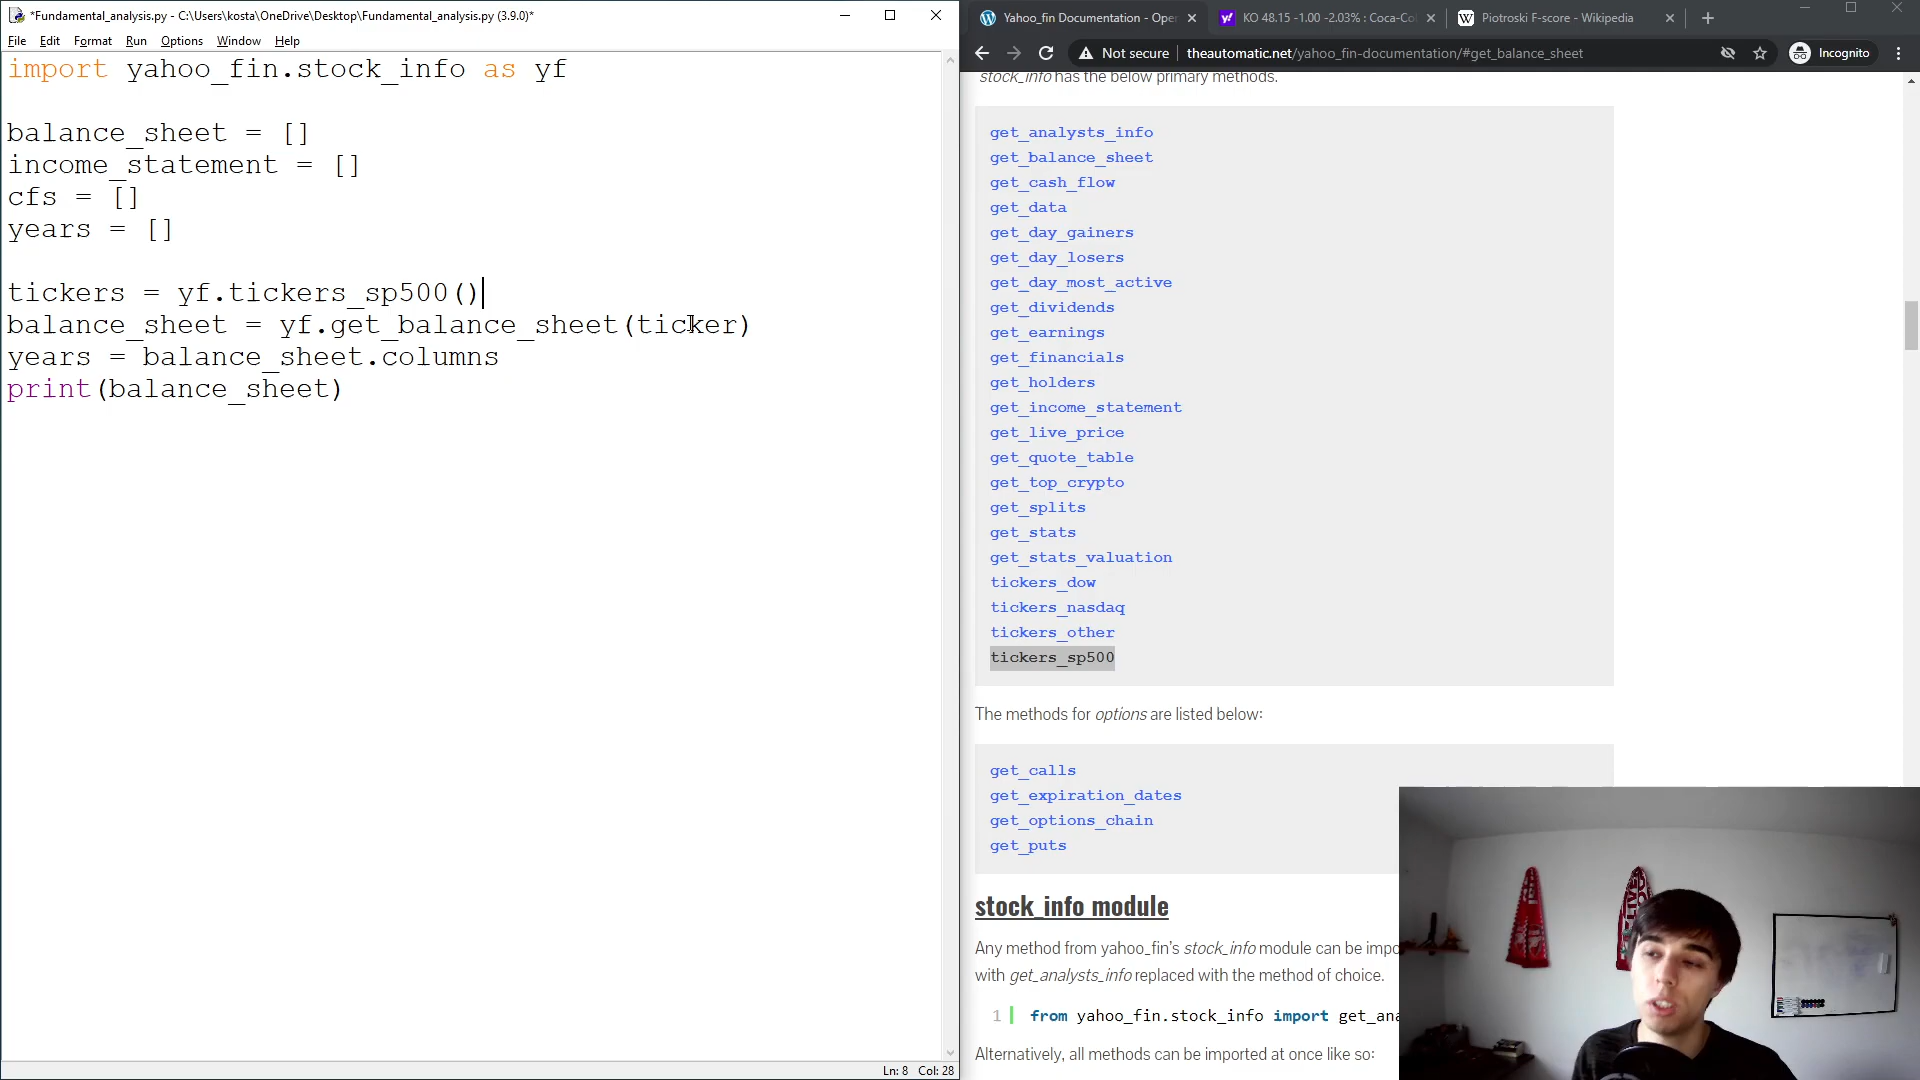 *Fundamental_analysis.py - C:\Users\kosta\OneDrive\Desktop\Fundamental_analysis.py (3.9.0)*
File Edit Format Run Options Window Help
import yahoo_fin.stock_info as yf
balance_sheet = []
income_statement = []
cfs = []
years = []
tickers = yf.tickers_sp500()
balance_sheet = yf.get_balance_sheet(ticker)
years = balance_sheet.columns
print(balance_sheet)
Ln: 8 Col: 28
Yahoo_fin Documentation - Ope
KO 48.15 -1.00 -2.03% : Coca-Co
Piotroski F-score - Wikipedia
Not secure theautomatic.net/yahoo_fin-documentation/#get_balance_sheet
Incognito
stock_info has the below primary methods.
get_analysts_info
get_balance_sheet
get_cash_flow
get_data
get_day_gainers
get_day_losers
get_day_most_active
get_dividends
get_earnings
get_financials
get_holders
get_income_statement
get_live_price
get_quote_table
get_top_crypto
get_splits
get_stats
get_stats_valuation
tickers_dow
tickers_nasdaq
tickers_other
tickers_sp500
The methods for options are listed below:
get_calls
get_expiration_dates
get_options_chain
get_puts
stock_info module
Any method from yahoo_fin's stock_info module can be impo
with get_analysts_info replaced with the method of choice.
1 from yahoo_fin.stock_info import get_ana
Alternatively, all methods can be imported at once like so: